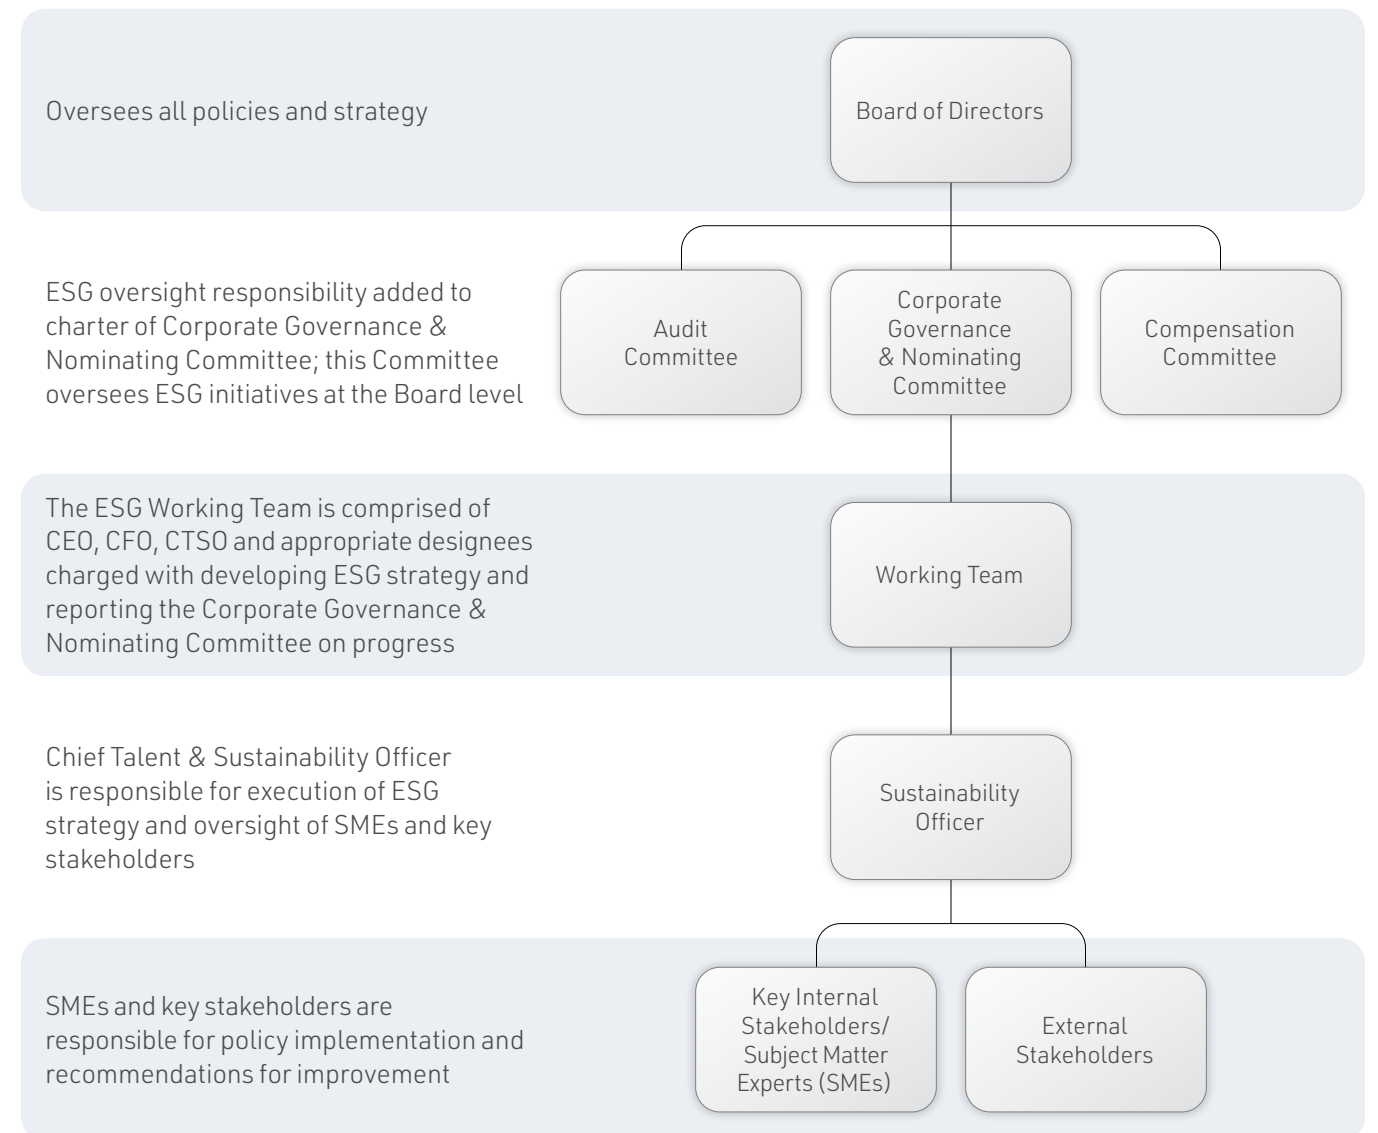 Oversees all policies and strategy
Board of Directors
ESG oversight responsibility added to
charter of Corporate Governance &
Nominating Committee; this Committee
oversees ESG initiatives at the Board level
Audit
Committee
Corporate
Governance
& Nominating
Committee
Compensation
Committee
The ESG Working Team is comprised of
CEO, CFO, CTSO and appropriate designees
charged with developing ESG strategy and
reporting the Corporate Governance &
Nominating Committee on progress
Working Team
Chief Talent & Sustainability Officer
is responsible for execution of ESG
strategy and oversight of SMEs and key
stakeholders
Sustainability
Officer
SMEs and key stakeholders are
responsible for policy implementation and
recommendations for improvement
Key Internal
Stakeholders/
Subject Matter
Experts (SMEs)
External
Stakeholders